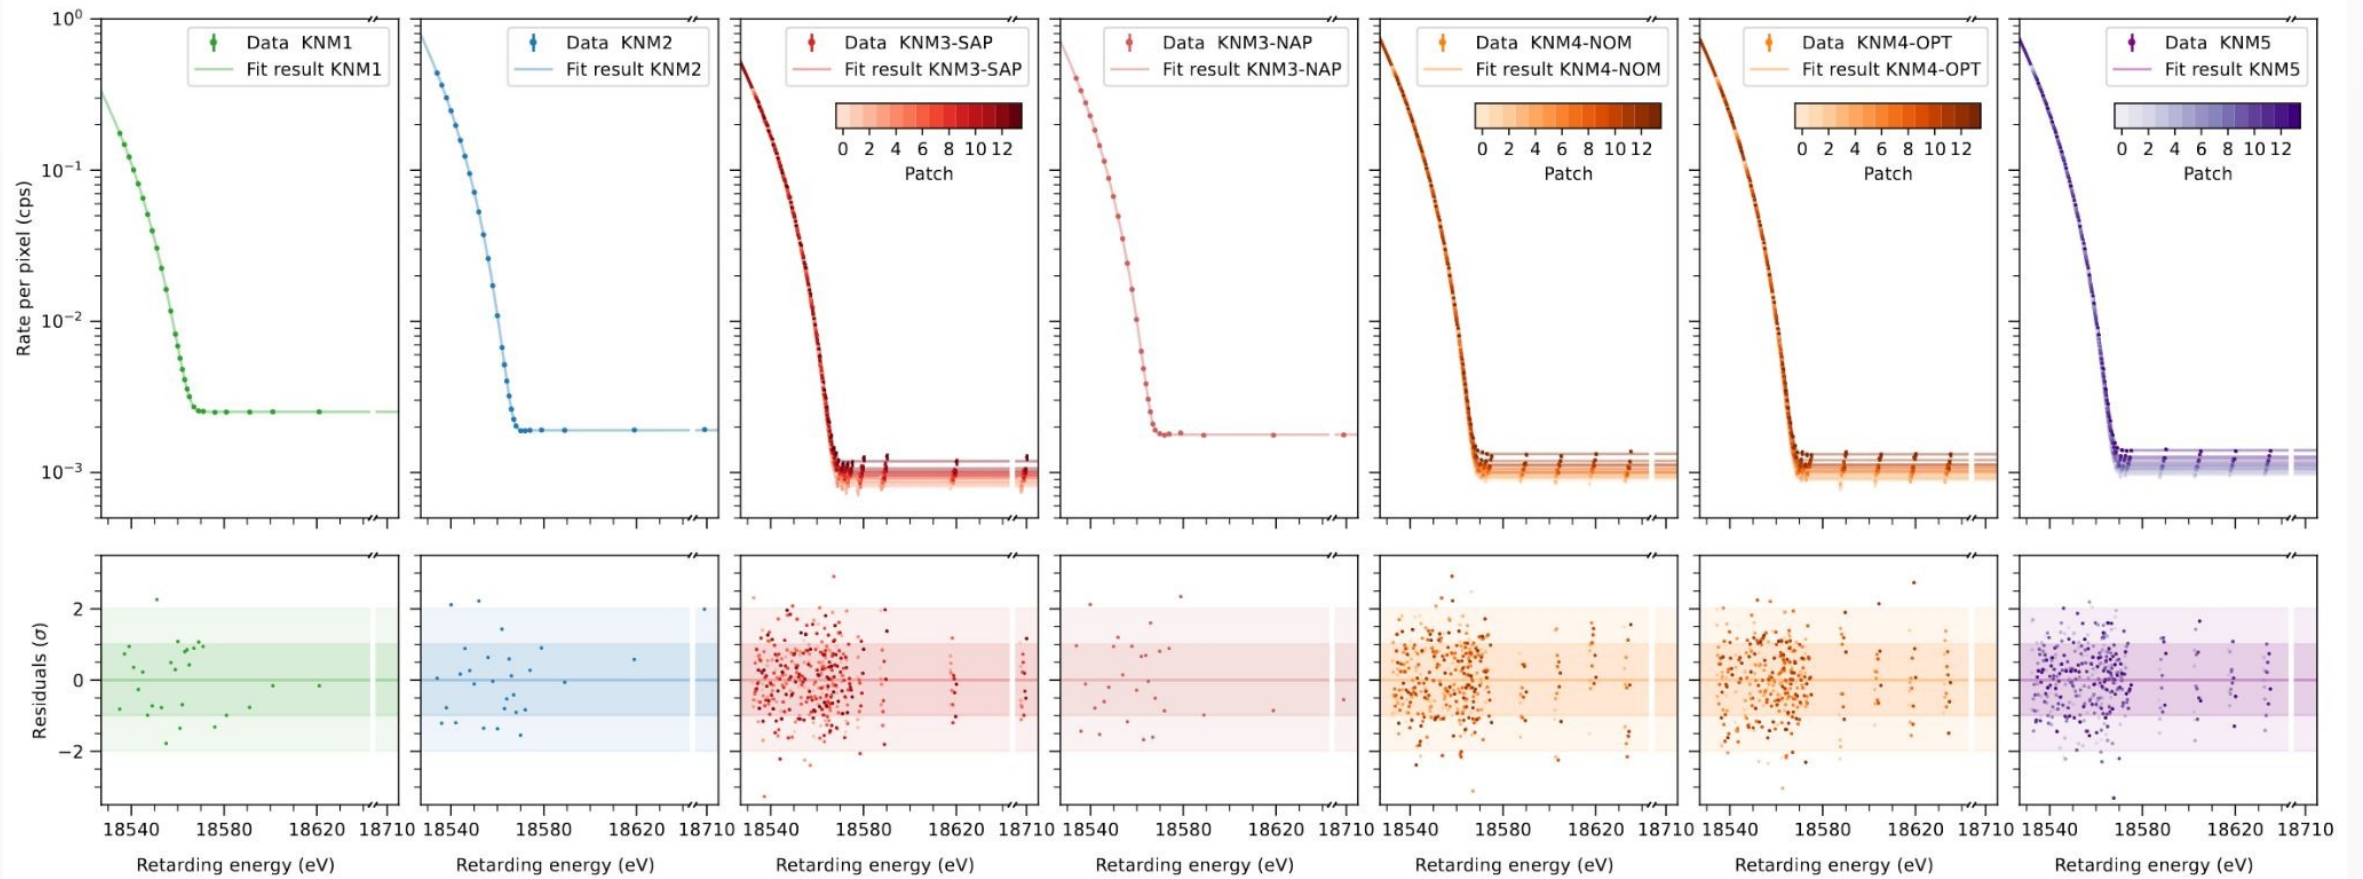 Rate per pixel (cps)
10⁰
10⁻¹
10⁻²
10⁻³
Data KNM1
Fit result KNM1
Data KNM2
Fit result KNM2
Data KNM3-SAP
Fit result KNM3-SAP
0 2 4 6 8 10 12
Patch
Data KNM3-NAP
Fit result KNM3-NAP
Data KNM4-NOM
Fit result KNM4-NOM
0 2 4 6 8 10 12
Patch
Data KNM4-OPT
Fit result KNM4-OPT
0 2 4 6 8 10 12
Patch
Data KNM5
Fit result KNM5
0 2 4 6 8 10 12
Patch
Residuals (σ)
2
0
−2
18540 18580 18620 18710
18540 18580 18620 18710
18540 18580 18620 18710
18540 18580 18620 18710
18540 18580 18620 18710
18540 18580 18620 18710
18540 18580 18620 18710
Retarding energy (eV)
Retarding energy (eV)
Retarding energy (eV)
Retarding energy (eV)
Retarding energy (eV)
Retarding energy (eV)
Retarding energy (eV)